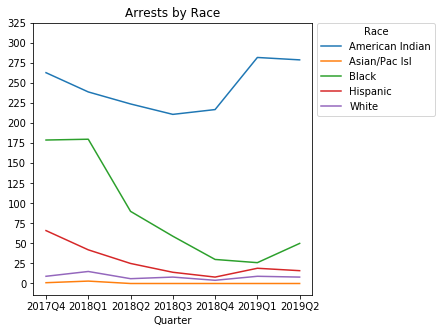 Arrests by Race
325
300
275
250
225
200
175
150
125
100
75
50
25
0
2017Q4 2018Q1 2018Q2 2018Q3 2018Q4 2019Q1 2019Q2
Quarter
Race
American Indian
Asian/Pac Isl
Black
Hispanic
White